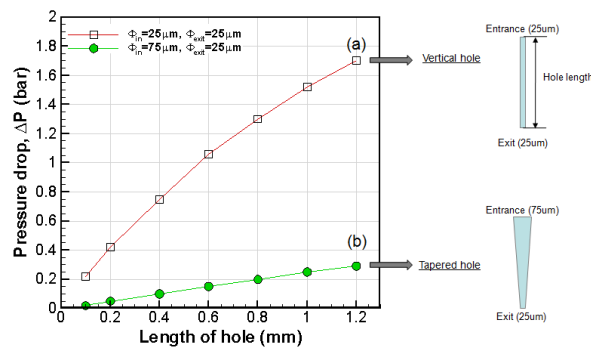 Φin=25μm, Φexit=25μm
Φin=75μm, Φexit=25μm
Pressure drop, ΔP (bar)
2
1.8
1.6
1.4
1.2
1
0.8
0.6
0.4
0.2
0
0 0.2 0.4 0.6 0.8 1.0 1.2
Length of hole (mm)
(a)
Vertical hole
Entrance (25um)
Hole length
Exit (25um)
(b)
Tapered hole
Entrance (75um)
Exit (25um)